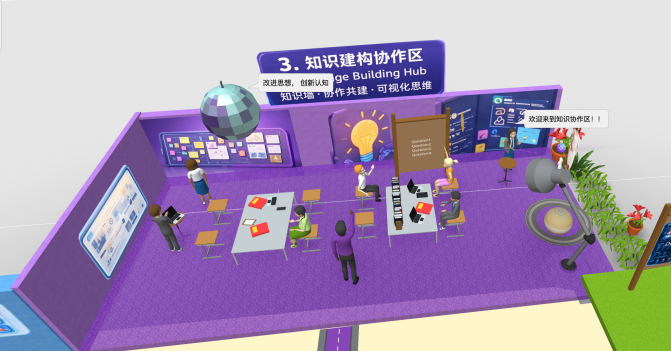 3. 知识建构协作区
ge Building Hub
知识墙·协作共建·可视化思维
改进思想，创新认知
欢迎来到知识协作区！！